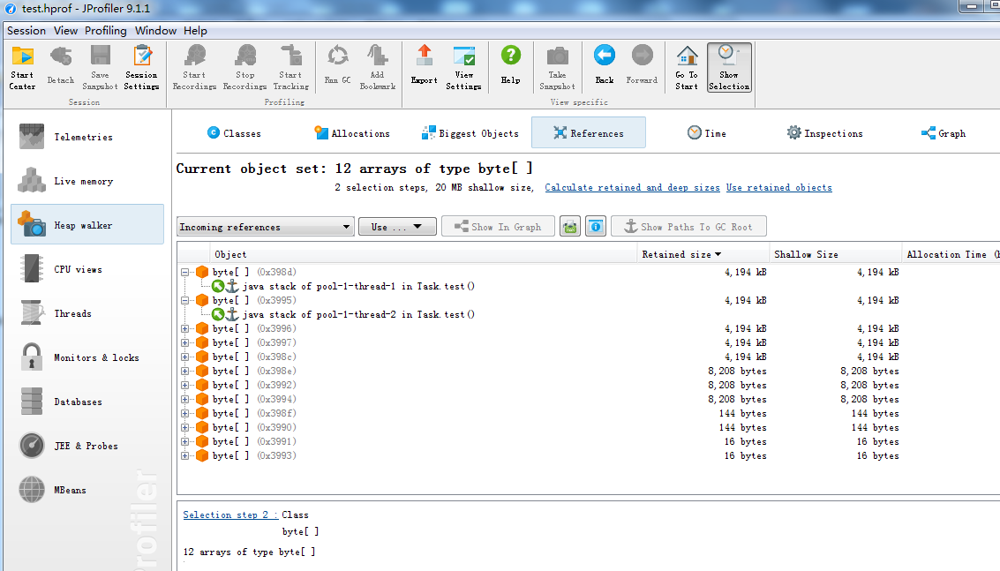 test.hprof - JProfiler 9.1.1
Session View Profiling Window Help
Start Center
Detach
Save Snapshot
Session Settings
Start Recordings
Stop Recordings
Start Tracking
Run GC
Add Bookmark
Export
View Settings
Help
Take Snapshot
Back
Forward
Go To Start
Show Selection
Session
Profiling
View specific
Telemetries
Live memory
Heap walker
CPU views
Threads
Monitors & locks
Databases
JEE & Probes
MBeans
Classes Allocations Biggest Objects References Time Inspections Graph
Current object set: 12 arrays of type byte[ ]
2 selection steps, 20 MB shallow size, Calculate retained and deep sizes Use retained objects
Incoming references Use ... Show In Graph Show Paths To GC Root
Object Retained size Shallow Size Allocation Time (h
byte[ ] (0x398d) 4,194 kB 4,194 kB
java stack of pool-1-thread-1 in Task.test()
byte[ ] (0x3995) 4,194 kB 4,194 kB
java stack of pool-1-thread-2 in Task.test()
byte[ ] (0x3996) 4,194 kB 4,194 kB
byte[ ] (0x3997) 4,194 kB 4,194 kB
byte[ ] (0x398c) 4,194 kB 4,194 kB
byte[ ] (0x398e) 8,208 bytes 8,208 bytes
byte[ ] (0x3992) 8,208 bytes 8,208 bytes
byte[ ] (0x3994) 8,208 bytes 8,208 bytes
byte[ ] (0x398f) 144 bytes 144 bytes
byte[ ] (0x3990) 144 bytes 144 bytes
byte[ ] (0x3991) 16 bytes 16 bytes
byte[ ] (0x3993) 16 bytes 16 bytes
Selection step 2 : Class
byte[ ]
12 arrays of type byte[ ]